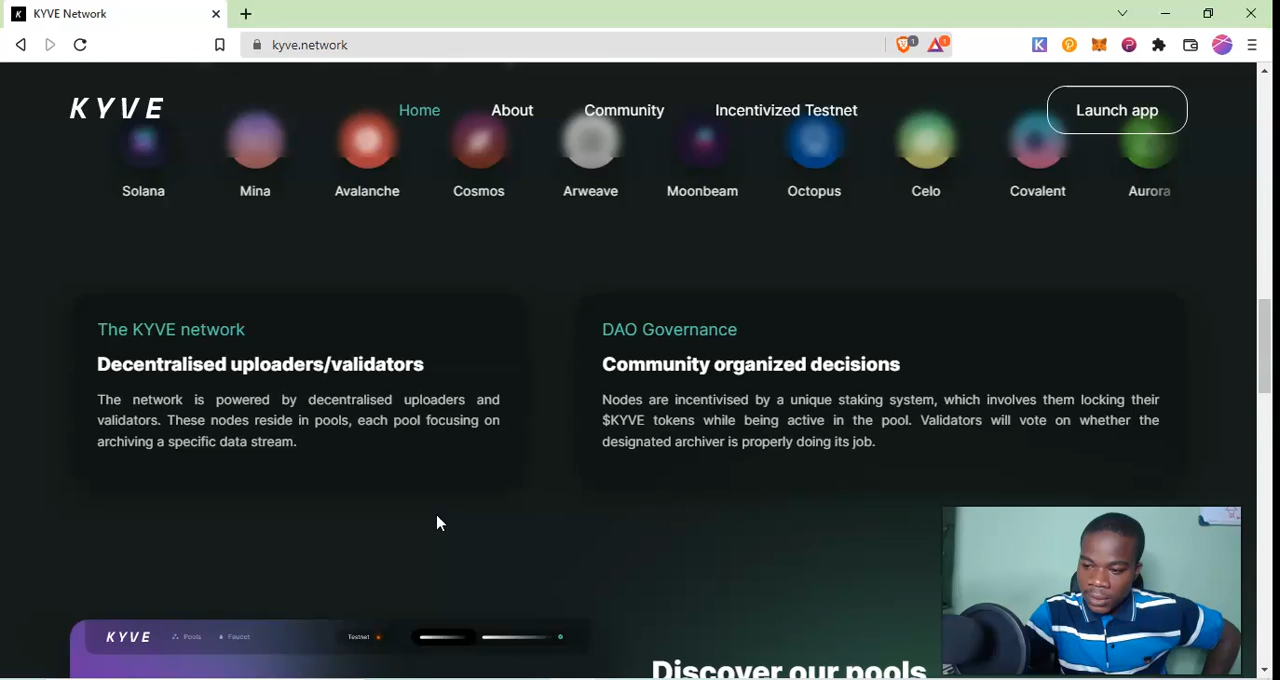 KYVE Network
kyve.network
1
1
KYVE
Home
About
Community
Incentivized Testnet
Launch app
Solana
Mina
Avalanche
Cosmos
Arweave
Moonbeam
Octopus
Celo
Covalent
Aurora
The KYVE network
Decentralised uploaders/validators
The network is powered by decentralised uploaders and
validators. These nodes reside in pools, each pool focusing on
archiving a specific data stream.
DAO Governance
Community organized decisions
Nodes are incentivised by a unique staking system, which involves them locking their
$KYVE tokens while being active in the pool. Validators will vote on whether the
designated archiver is properly doing its job.
KYVE
Pools
Faucet
Testnet
Discover our pools